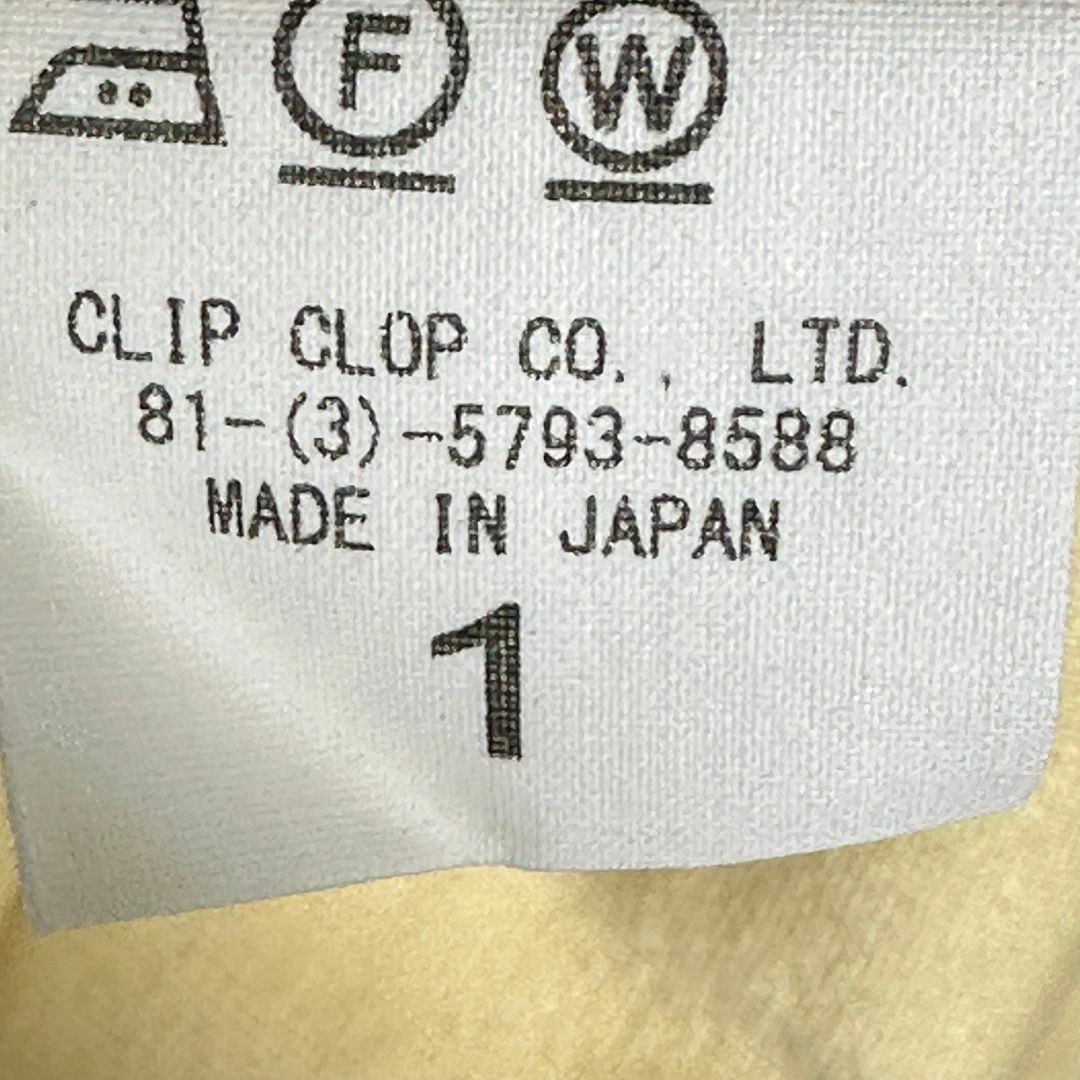 F W
CLIP CLOP CO., LTD.
81-(3)-5793-8588
MADE IN JAPAN
1